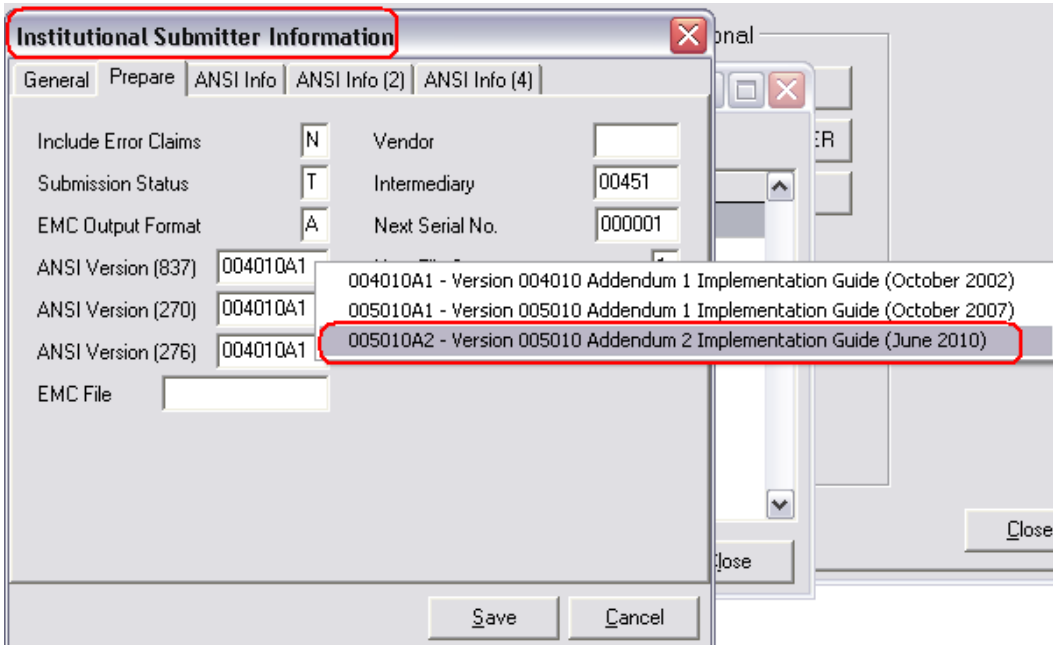 Institutional Submitter Information
onal
General Prepare ANSI Info ANSI Info (2) ANSI Info (4)
Include Error Claims N Vendor
ER
Submission Status T Intermediary 00451
EMC Output Format A Next Serial No. 000001
ANSI Version (837) 004010A1
004010A1 - Version 004010 Addendum 1 Implementation Guide (October 2002)
ANSI Version (270) 004010A1
005010A1 - Version 005010 Addendum 1 Implementation Guide (October 2007)
ANSI Version (276) 004010A1
005010A2 - Version 005010 Addendum 2 Implementation Guide (June 2010)
EMC File
Close
lose
Save Cancel